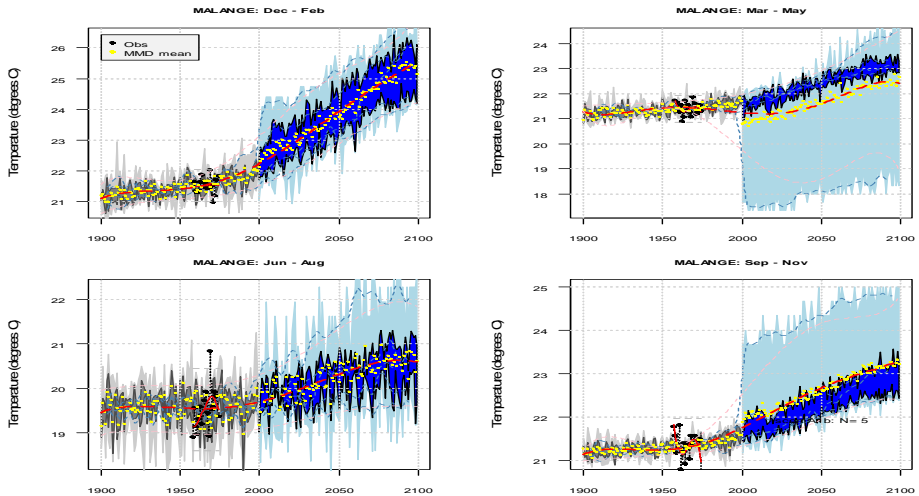 MALANGE: Dec - Feb
Temperature (degrees C)
26
25
24
23
22
21
Obs
MMD mean
1900 1950 2000 2050 2100
MALANGE: Mar - May
Temperature (degrees C)
24
23
22
21
20
19
18
1900 1950 2000 2050 2100
MALANGE: Jun - Aug
Temperature (degrees C)
22
21
20
19
1900 1950 2000 2050 2100
MALANGE: Sep - Nov
Temperature (degrees C)
25
24
23
22
21
N= 5
1900 1950 2000 2050 2100